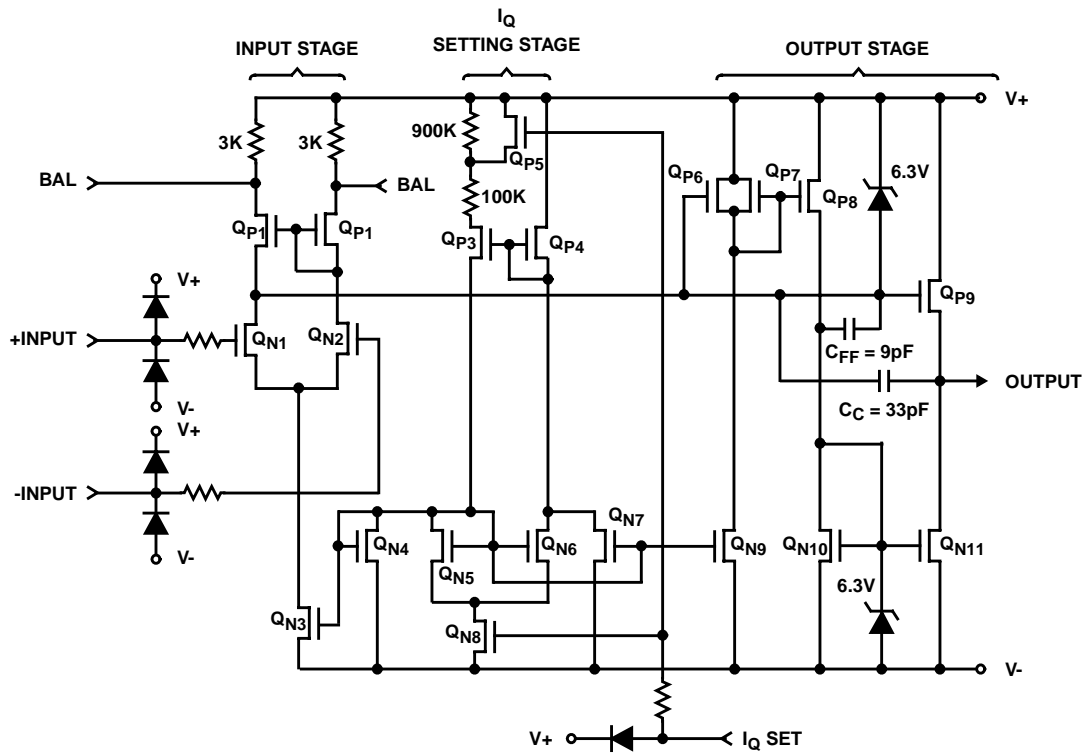 IQ
INPUT STAGE
SETTING STAGE
OUTPUT STAGE
V+
3K
3K
900K
QP5
6.3V
BAL
BAL
100K
QP6
QP7
QP8
QP1
QP1
QP3
QP4
V+
QP9
+INPUT
QN1
QN2
CFF = 9pF
V-
OUTPUT
V+
CC = 33pF
-INPUT
QN7
QN4
QN6
QN9
QN10
QN11
QN5
V-
6.3V
QN3
QN8
V-
V+
IQ SET